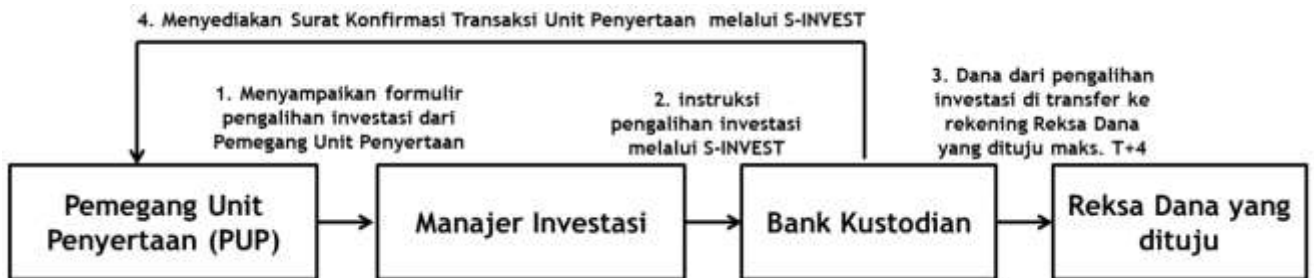 4. Menyediakan Surat Konfirmasi Transaksi Unit Penyertaan melalui S-INVEST
1. Menyampaikan formulir
pengalihan investasi dari
Pemegang Unit Penyertaan
2. instruksi
pengalihan investasi
melalui S-INVEST
3. Dana dari pengalihan
investasi di transfer ke
rekening Reksa Dana
yang dituju maks. T+4
Pemegang Unit
Penyertaan (PUP)
Manajer Investasi
Bank Kustodian
Reksa Dana yang
dituju